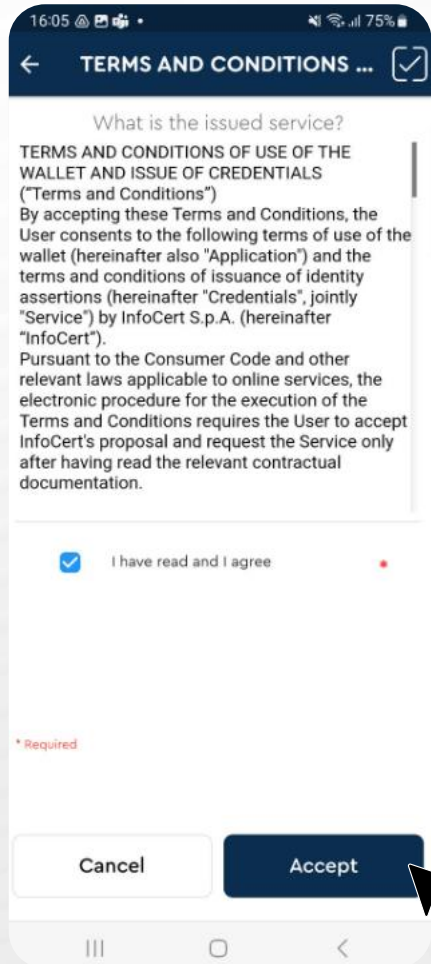 16:05 75%
TERMS AND CONDITIONS ...
What is the issued service?
TERMS AND CONDITIONS OF USE OF THE
WALLET AND ISSUE OF CREDENTIALS
("Terms and Conditions")
By accepting these Terms and Conditions, the
User consents to the following terms of use of the
wallet (hereinafter also "Application") and the
terms and conditions of issuance of identity
assertions (hereinafter "Credentials", jointly
"Service") by InfoCert S.p.A. (hereinafter
"InfoCert").
Pursuant to the Consumer Code and other
relevant laws applicable to online services, the
electronic procedure for the execution of the
Terms and Conditions requires the User to accept
InfoCert's proposal and request the Service only
after having read the relevant contractual
documentation.
I have read and I agree *
* Required
Cancel Accept